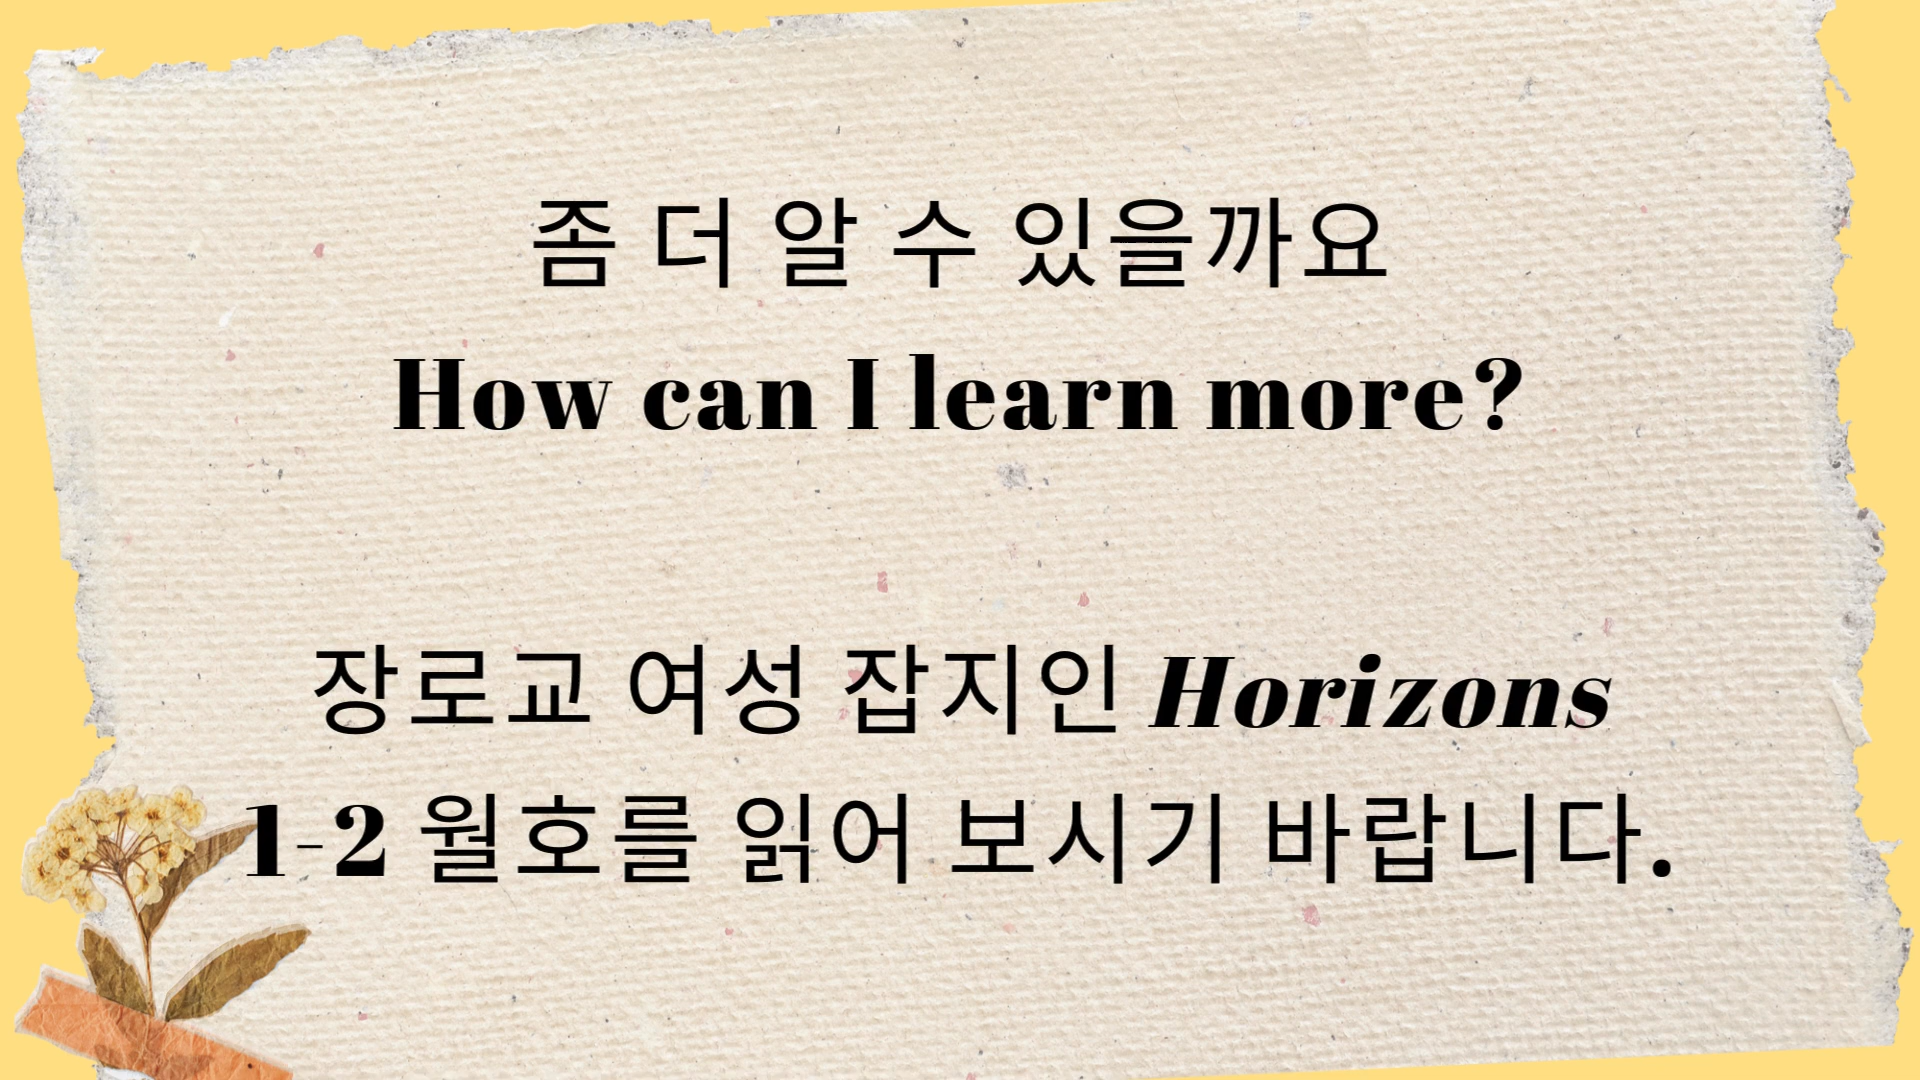 좀 더 알 수 있을까요
How can I learn more?
장로교 여성 잡지인 Horizons
1-2 월호를 읽어 보시기 바랍니다.